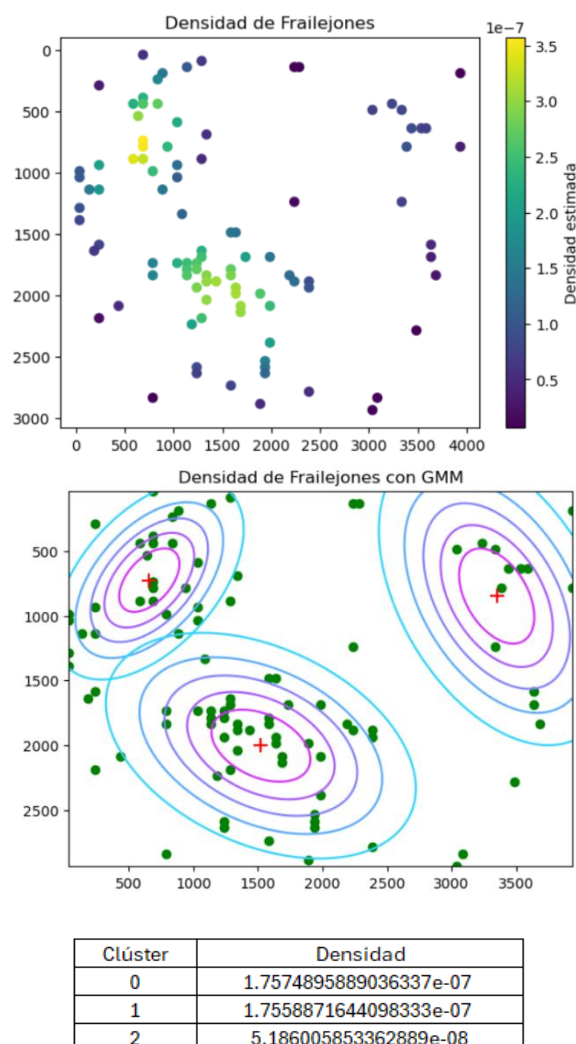 Densidad de Frailejones
1e−7
0
500
1000
1500
2000
2500
3000
0 500 1000 1500 2000 2500 3000 3500 4000
3.5
3.0
2.5
2.0
1.5
1.0
0.5
Densidad estimada
Densidad de Frailejones con GMM
500
1000
1500
2000
2500
500 1000 1500 2000 2500 3000 3500
Clúster Densidad
0 1.7574895889036337e-07
1 1.7558871644098333e-07
2 5.186005853362889e-08